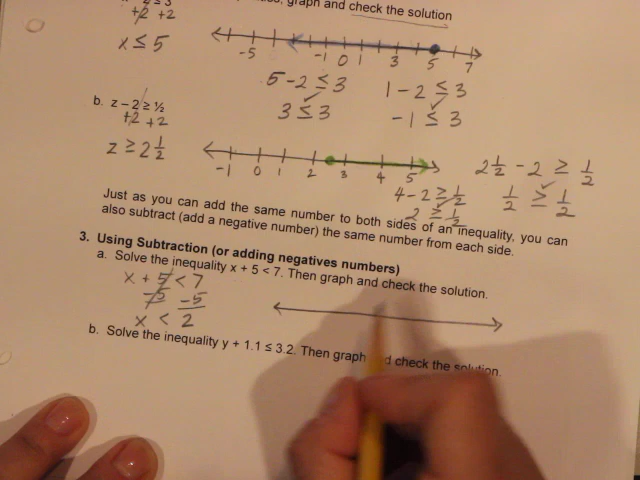 graph and check the solution
+2 +2
x ≤ 5
-5 -1 0 1 3 5 7
5 - 2 ≤ 3 1 - 2 ≤ 3
3 ≤ 3 -1 ≤ 3
b. z – 2 ≥ ½
+2 +2
z ≥ 2 1/2
-1 0 1 2 3 4 5
2 1/2 - 2 ≥ 1/2
4 - 2 ≥ 1/2 1/2 ≥ 1/2
2 ≥ 1/2
Just as you can add the same number to both sides of an inequality, you can
also subtract (add a negative number) the same number from each side.
3. Using Subtraction (or adding negatives numbers)
a. Solve the inequality x + 5 < 7. Then graph and check the solution.
x + 5 < 7
-5
x < 2
b. Solve the inequality y + 1.1 ≤ 3.2. Then graph check the solution.